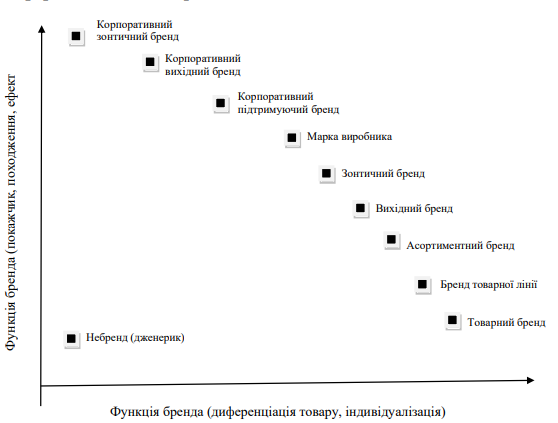 Корпоративний
зонтичний бренд
Корпоративний
вихідний бренд
Корпоративний
підтримуючий бренд
Марка виробника
Зонтичний бренд
Вихідний бренд
Асортиментний бренд
Бренд товарної лінії
Товарний бренд
Небренд (дженерик)
Функція бренда (покажчик, походження, ефект
Функція бренда (диференціація товару, індивідуалізація)